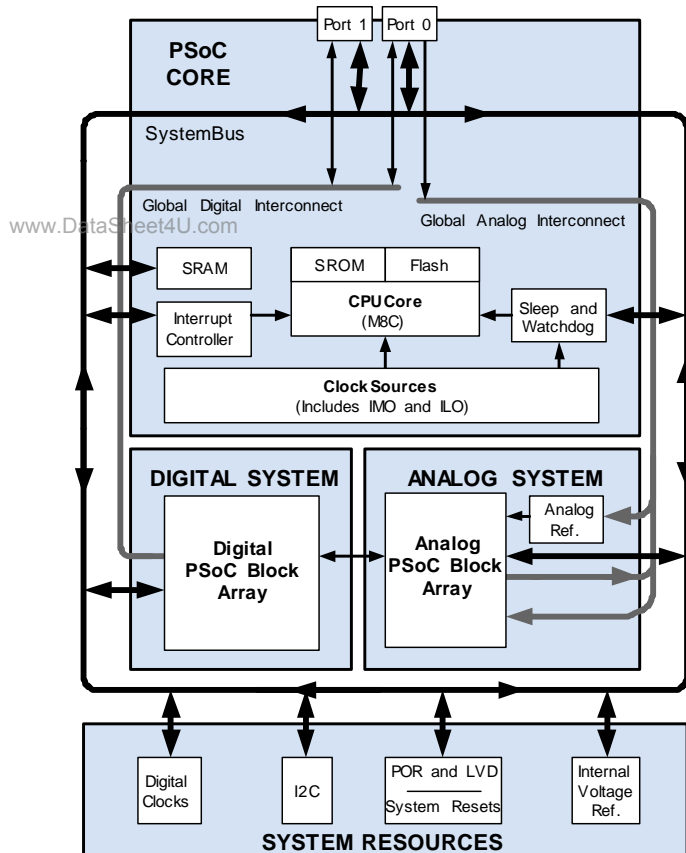 Port 1
Port 0
PSoC
CORE
SystemBus
Global Digital Interconnect
Global Analog Interconnect
www.DataSheet4U.com
SRAM
SROM
Flash
CPUCore
(M8C)
Interrupt
Controller
Sleep and
Watchdog
Clock Sources
(Includes IMO and ILO)
DIGITAL SYSTEM
ANALOG SYSTEM
Digital
PSoC Block
Array
Analog
PSoC Block
Array
Analog
Ref.
Digital
Clocks
I2C
POR and LVD
System Resets
Internal
Voltage
Ref.
SYSTEM RESOURCES